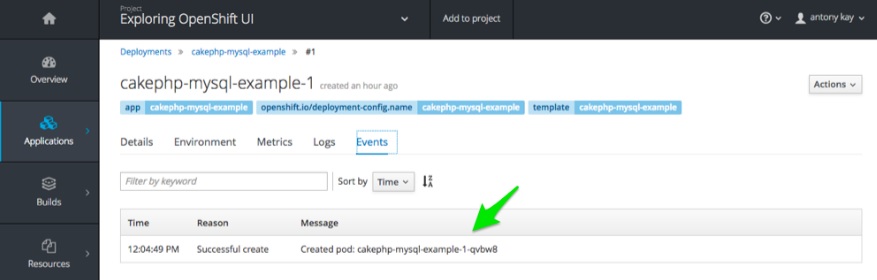 Project
Exploring OpenShift UI
Add to project
antony kay
Deployments » cakephp-mysql-example » #1
Overview
cakephp-mysql-example-1 created an hour ago
Actions
app cakephp-mysql-example openshift.io/deployment-config.name cakephp-mysql-example template cakephp-mysql-example
Applications
Details Environment Metrics Logs Events
Filter by keyword Sort by Time
Builds
Time Reason Message
12:04:49 PM Successful create Created pod: cakephp-mysql-example-1-qvbw8
Resources